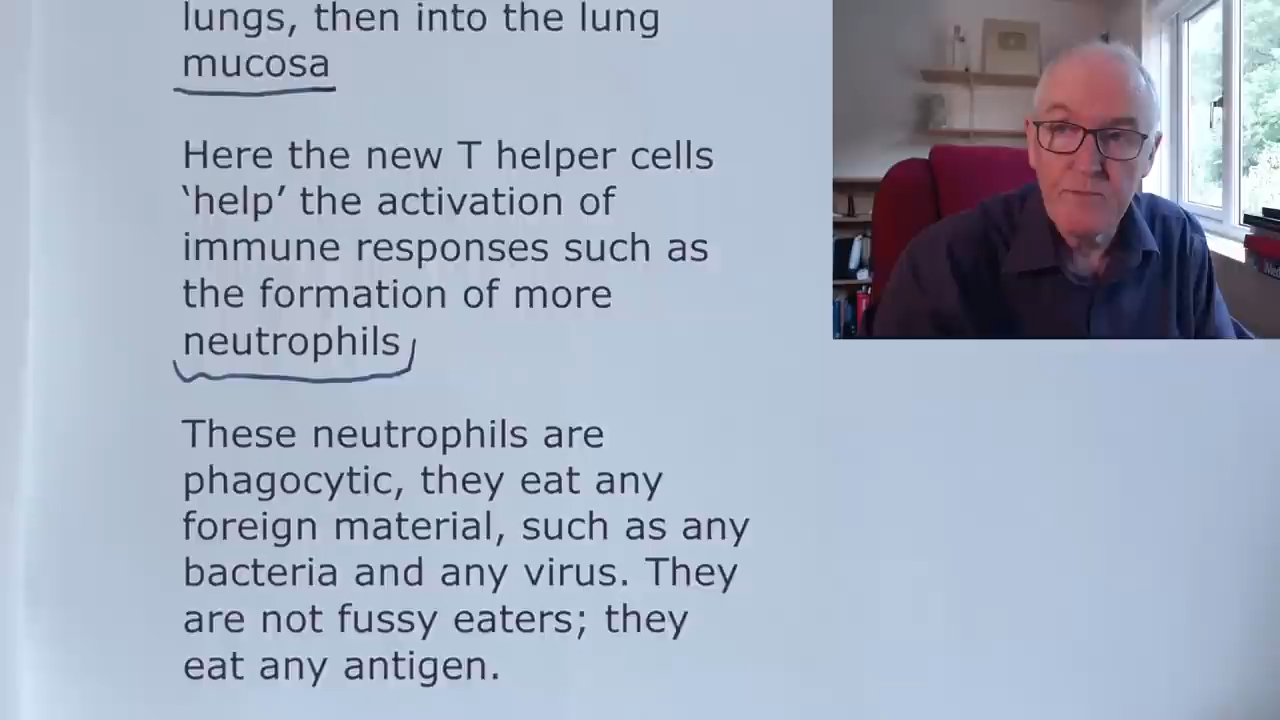 lungs, then into the lung
mucosa
Here the new T helper cells
‘help’ the activation of
immune responses such as
the formation of more
neutrophils
These neutrophils are
phagocytic, they eat any
foreign material, such as any
bacteria and any virus. They
are not fussy eaters; they
eat any antigen.